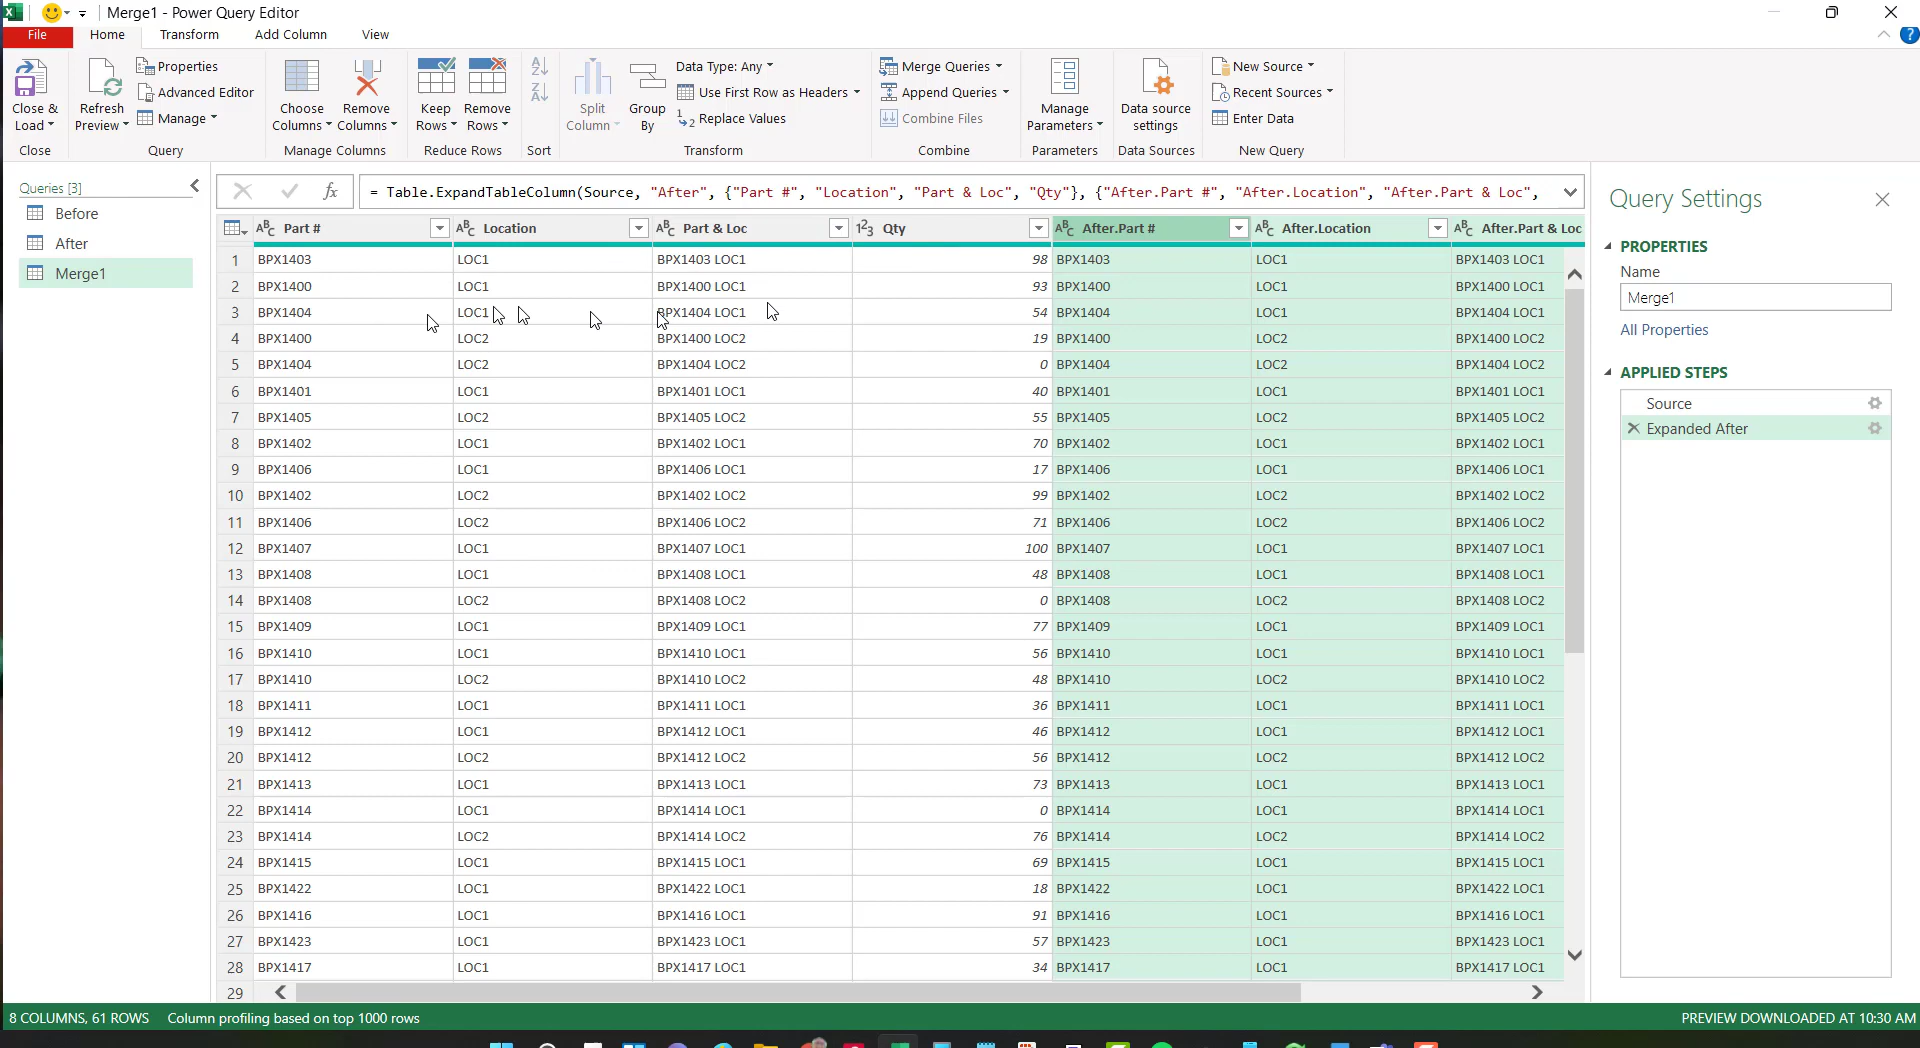 Merge1 - Power Query Editor
File Home Transform Add Column View
Close & Load
Close
Refresh Preview
Properties
Advanced Editor
Manage
Query
Choose Columns
Remove Columns
Manage Columns
Keep Rows
Remove Rows
Reduce Rows
Sort
Split Column
Group By
Data Type: Any
Use First Row as Headers
Replace Values
Transform
Merge Queries
Append Queries
Combine Files
Combine
Manage Parameters
Parameters
Data source settings
Data Sources
New Source
Recent Sources
Enter Data
New Query
Queries [3]
Before
After
Merge1
fx = Table.ExpandTableColumn(Source, "After", {"Part #", "Location", "Part & Loc", "Qty"}, {"After.Part #", "After.Location", "After.Part & Loc",
ABC Part # ABC Location ABC Part & Loc 123 Qty ABC After.Part # ABC After.Location ABC After.Part & Loc
1 BPX1403 LOC1 BPX1403 LOC1 98 BPX1403 LOC1 BPX1403 LOC1
2 BPX1400 LOC1 BPX1400 LOC1 93 BPX1400 LOC1 BPX1400 LOC1
3 BPX1404 LOC1 BPX1404 LOC1 54 BPX1404 LOC1 BPX1404 LOC1
4 BPX1400 LOC2 BPX1400 LOC2 19 BPX1400 LOC2 BPX1400 LOC2
5 BPX1404 LOC2 BPX1404 LOC2 0 BPX1404 LOC2 BPX1404 LOC2
6 BPX1401 LOC1 BPX1401 LOC1 40 BPX1401 LOC1 BPX1401 LOC1
7 BPX1405 LOC2 BPX1405 LOC2 55 BPX1405 LOC2 BPX1405 LOC2
8 BPX1402 LOC1 BPX1402 LOC1 70 BPX1402 LOC1 BPX1402 LOC1
9 BPX1406 LOC1 BPX1406 LOC1 17 BPX1406 LOC1 BPX1406 LOC1
10 BPX1402 LOC2 BPX1402 LOC2 99 BPX1402 LOC2 BPX1402 LOC2
11 BPX1406 LOC2 BPX1406 LOC2 71 BPX1406 LOC2 BPX1406 LOC2
12 BPX1407 LOC1 BPX1407 LOC1 100 BPX1407 LOC1 BPX1407 LOC1
13 BPX1408 LOC1 BPX1408 LOC1 48 BPX1408 LOC1 BPX1408 LOC1
14 BPX1408 LOC2 BPX1408 LOC2 0 BPX1408 LOC2 BPX1408 LOC2
15 BPX1409 LOC1 BPX1409 LOC1 77 BPX1409 LOC1 BPX1409 LOC1
16 BPX1410 LOC1 BPX1410 LOC1 56 BPX1410 LOC1 BPX1410 LOC1
17 BPX1410 LOC2 BPX1410 LOC2 48 BPX1410 LOC2 BPX1410 LOC2
18 BPX1411 LOC1 BPX1411 LOC1 36 BPX1411 LOC1 BPX1411 LOC1
19 BPX1412 LOC1 BPX1412 LOC1 46 BPX1412 LOC1 BPX1412 LOC1
20 BPX1412 LOC2 BPX1412 LOC2 56 BPX1412 LOC2 BPX1412 LOC2
21 BPX1413 LOC1 BPX1413 LOC1 73 BPX1413 LOC1 BPX1413 LOC1
22 BPX1414 LOC1 BPX1414 LOC1 0 BPX1414 LOC1 BPX1414 LOC1
23 BPX1414 LOC2 BPX1414 LOC2 76 BPX1414 LOC2 BPX1414 LOC2
24 BPX1415 LOC1 BPX1415 LOC1 69 BPX1415 LOC1 BPX1415 LOC1
25 BPX1422 LOC1 BPX1422 LOC1 18 BPX1422 LOC1 BPX1422 LOC1
26 BPX1416 LOC1 BPX1416 LOC1 91 BPX1416 LOC1 BPX1416 LOC1
27 BPX1423 LOC1 BPX1423 LOC1 57 BPX1423 LOC1 BPX1423 LOC1
28 BPX1417 LOC1 BPX1417 LOC1 34 BPX1417 LOC1 BPX1417 LOC1
29
Query Settings
PROPERTIES
Name
Merge1
All Properties
APPLIED STEPS
Source
Expanded After
8 COLUMNS, 61 ROWS Column profiling based on top 1000 rows PREVIEW DOWNLOADED AT 10:30 AM